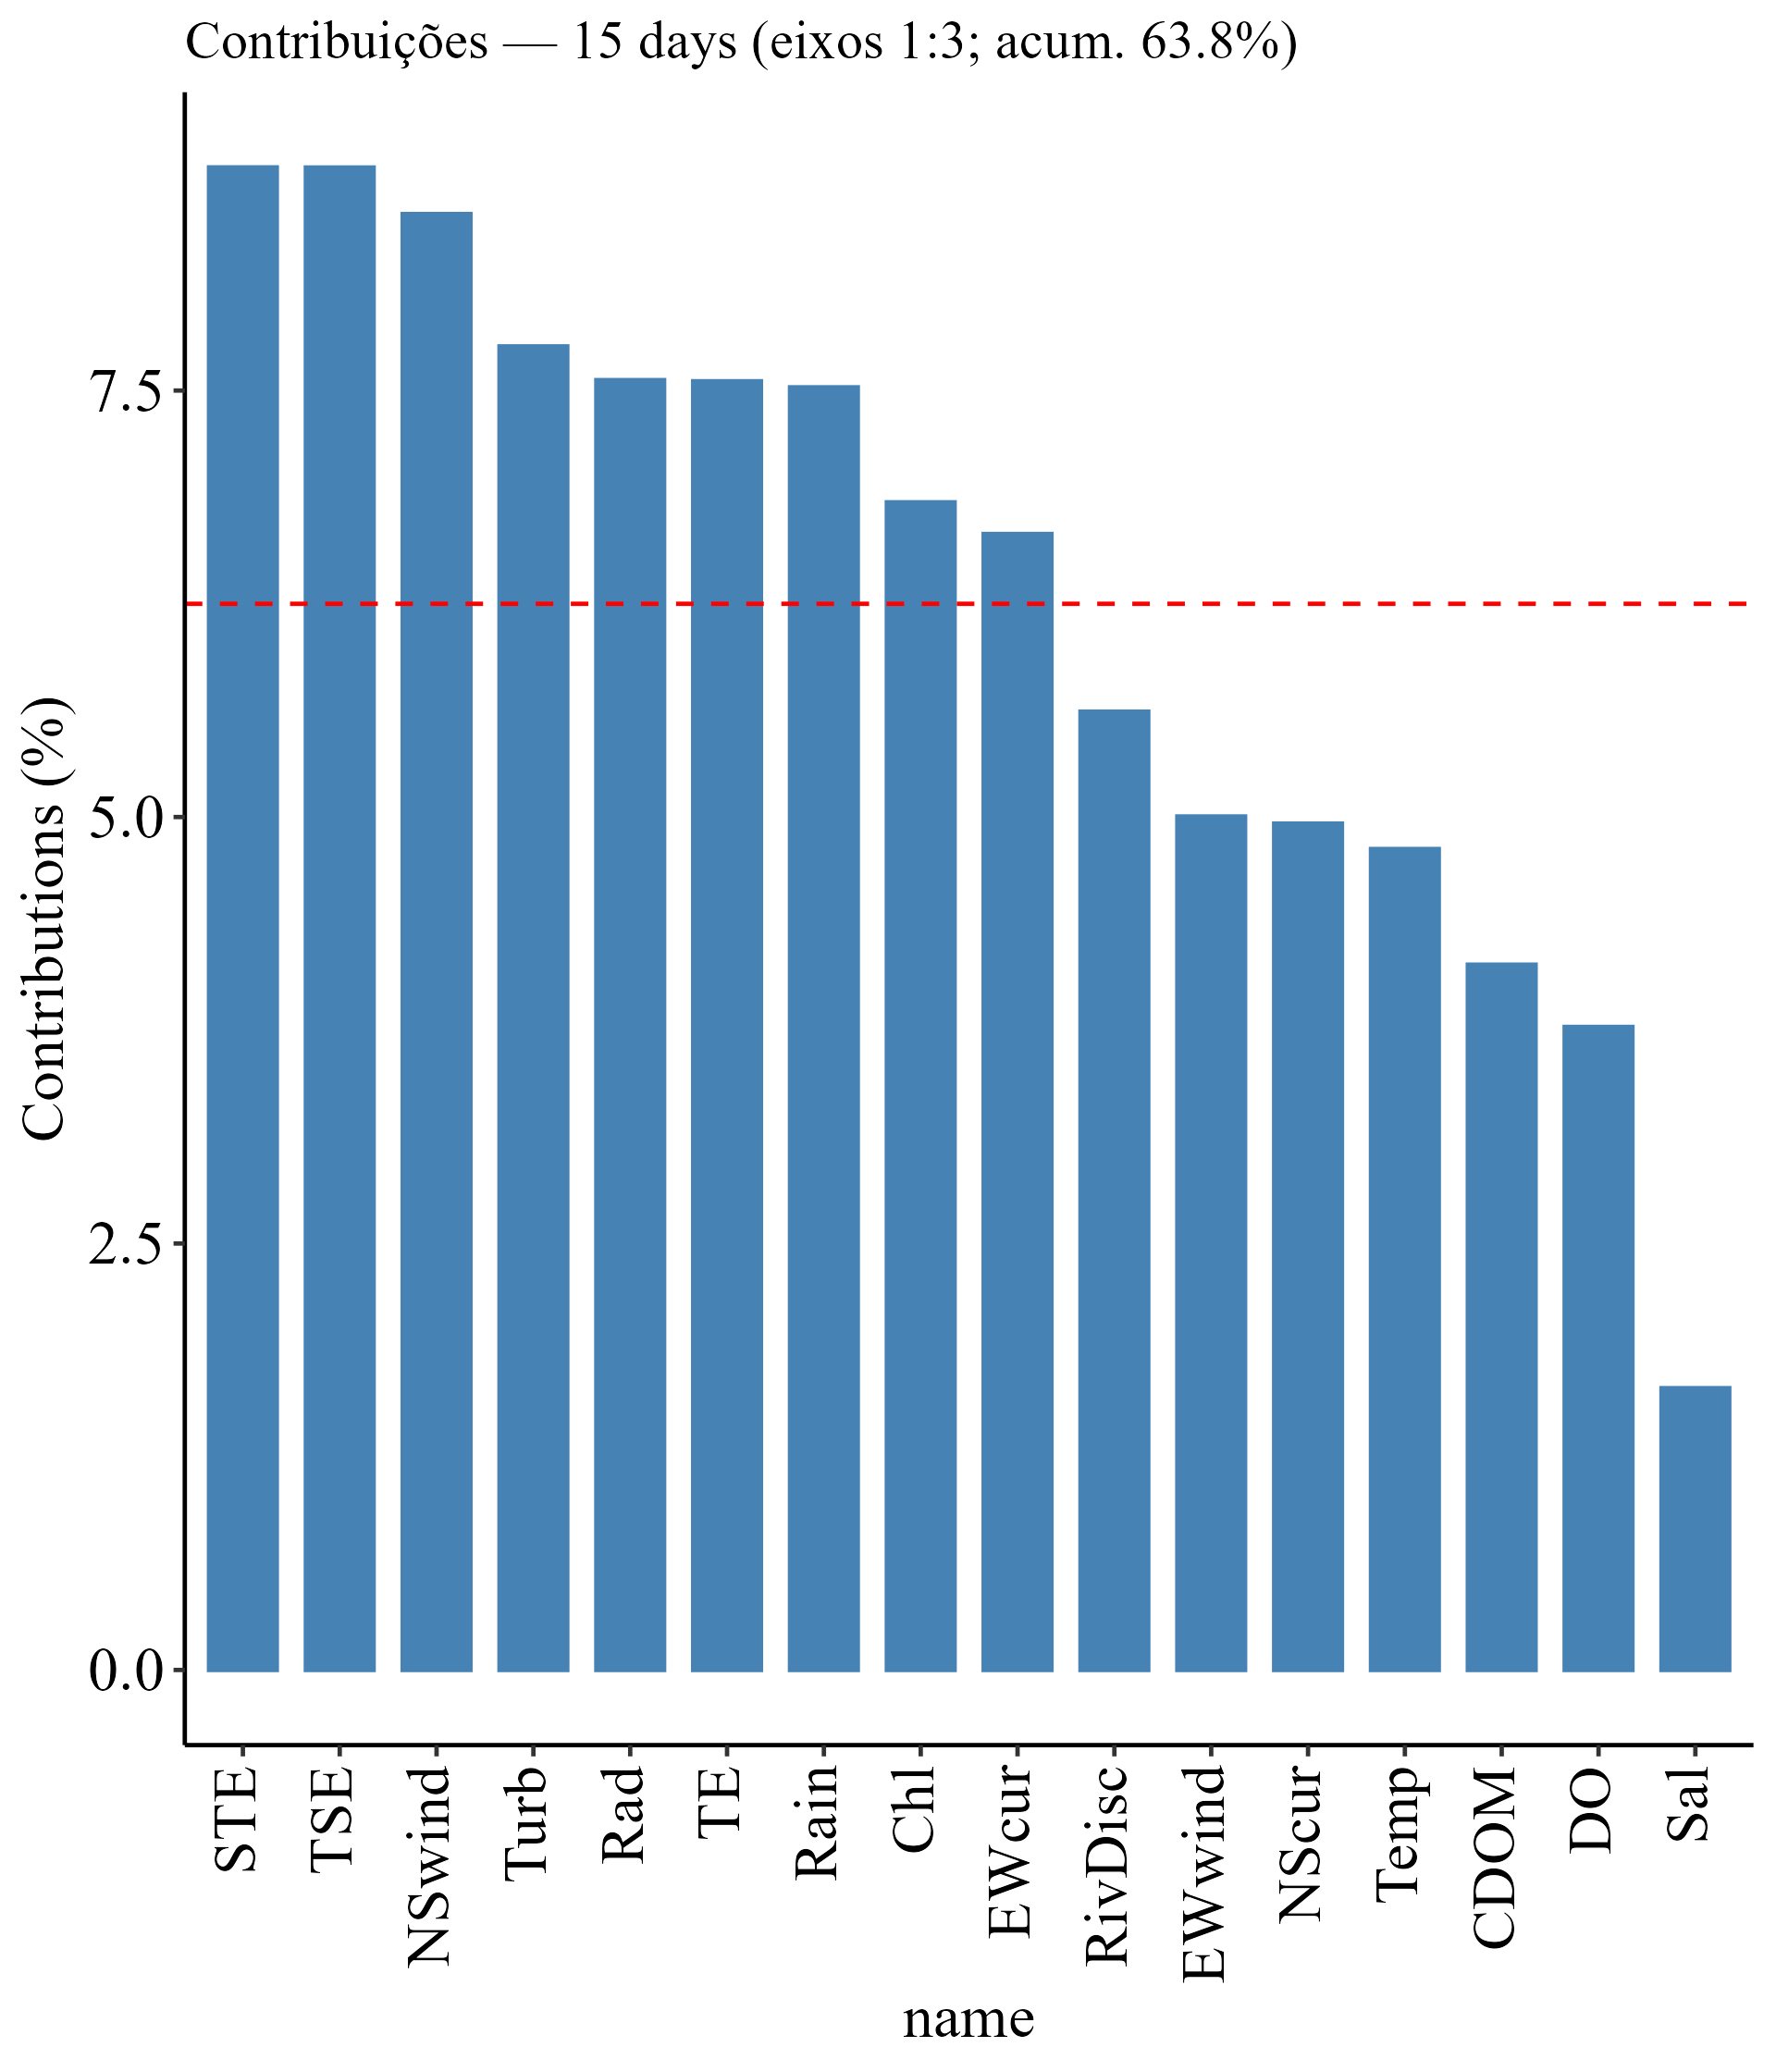 Contribuições — 15 days (eixos 1:3; acum. 63.8%)
Contributions (%)
7.5
5.0
2.5
0.0
STE
TSE
NSwind
Turb
Rad
TE
Rain
Chl
EWcur
RivDisc
EWwind
NScur
Temp
CDOM
DO
Sal
name